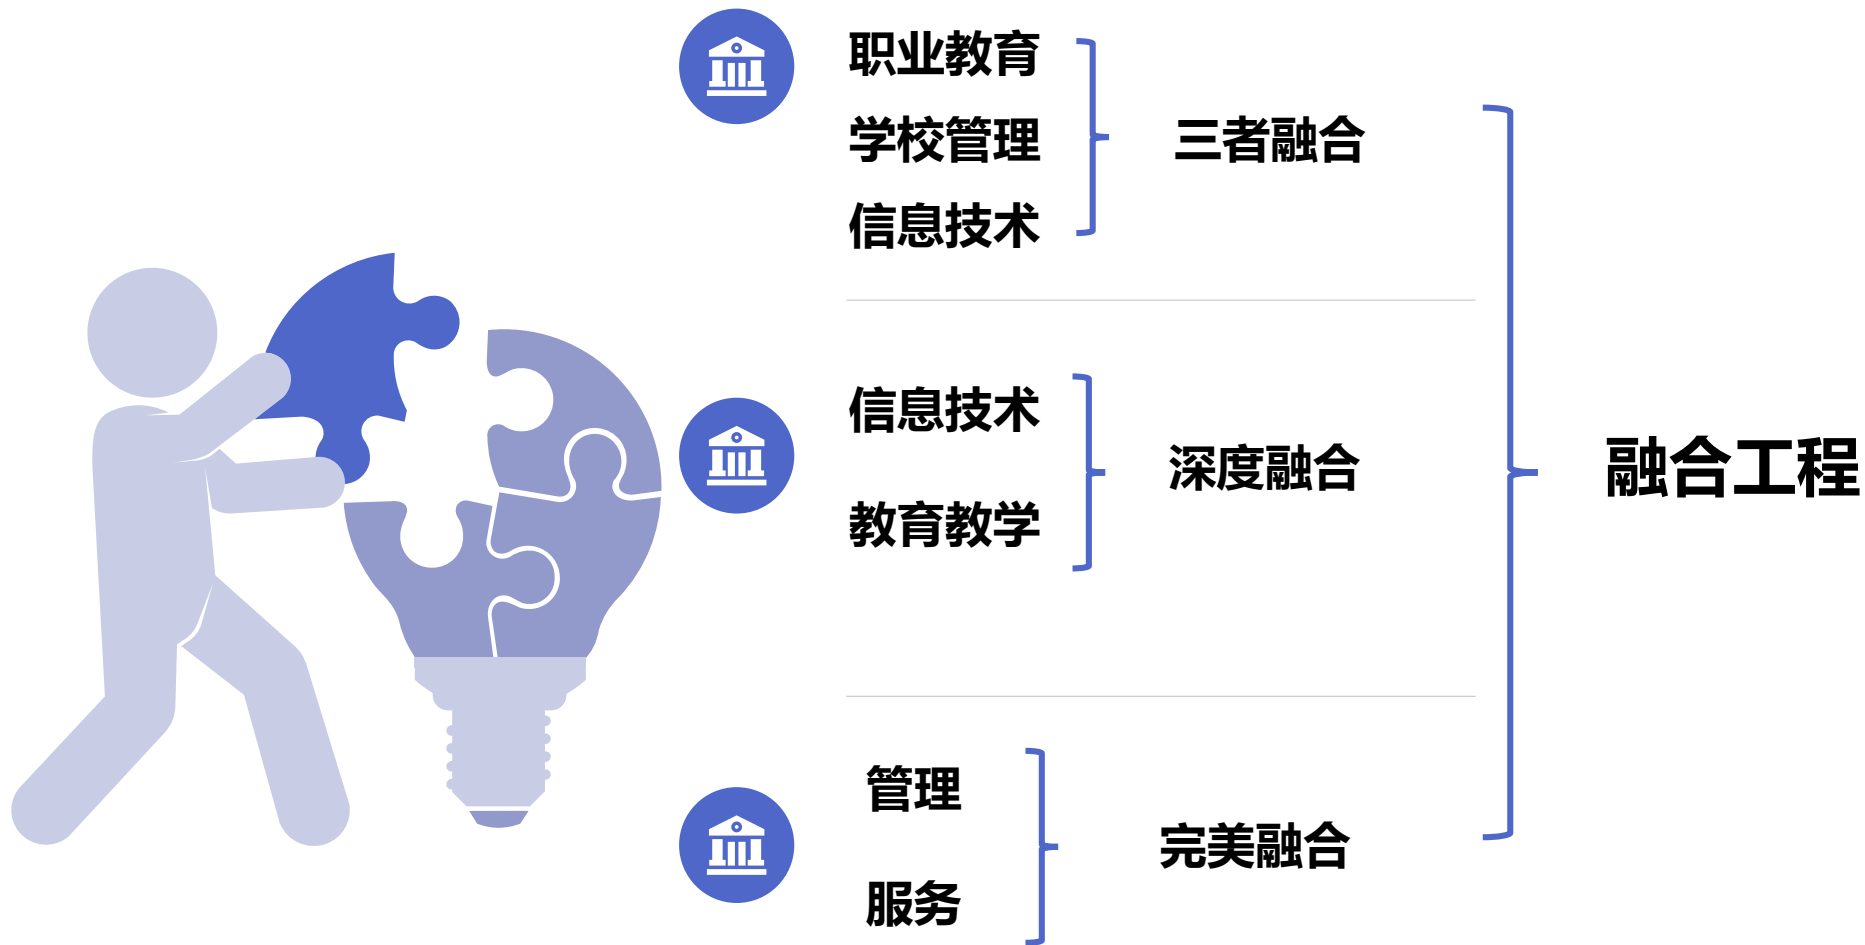 职业教育
学校管理
信息技术
三者融合
信息技术
教育教学
深度融合
管理
服务
完美融合
融合工程